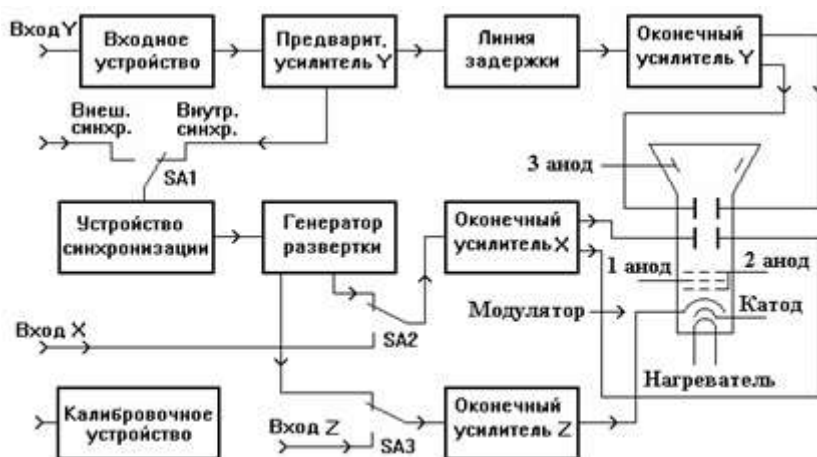 Вход Y
Входное
устройство
Предварит.
усилитель Y
Линия
задержки
Оконечный
усилитель Y
Внеш.
синхр.
Внутр.
синхр.
SA1
3 анод
Устройство
синхронизации
Генератор
развертки
Оконечный
усилитель X
1 анод
2 анод
Модулятор
Катод
Вход X
SA2
Нагреватель
Калибровочное
устройство
Вход Z
SA3
Оконечный
усилитель Z